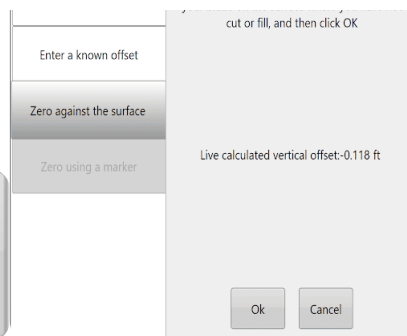 cut or fill, and then click OK
Enter a known offset
Zero against the surface
Zero using a marker
Live calculated vertical offset:-0.118 ft
Ok
Cancel